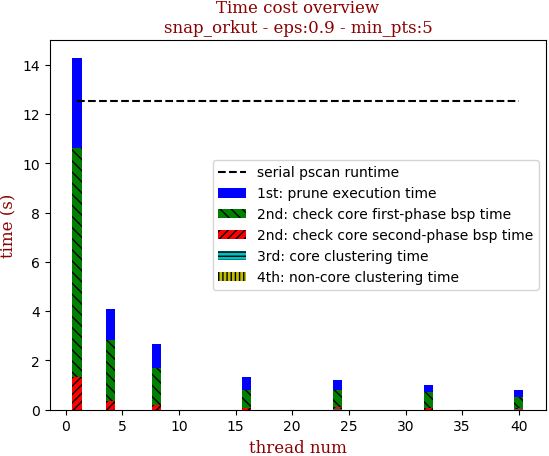 Time cost overview
snap_orkut - eps:0.9 - min_pts:5
time (s)
14
12
10
8
6
4
2
0
serial pscan runtime
1st: prune execution time
2nd: check core first-phase bsp time
2nd: check core second-phase bsp time
3rd: core clustering time
4th: non-core clustering time
0 5 10 15 20 25 30 35 40
thread num